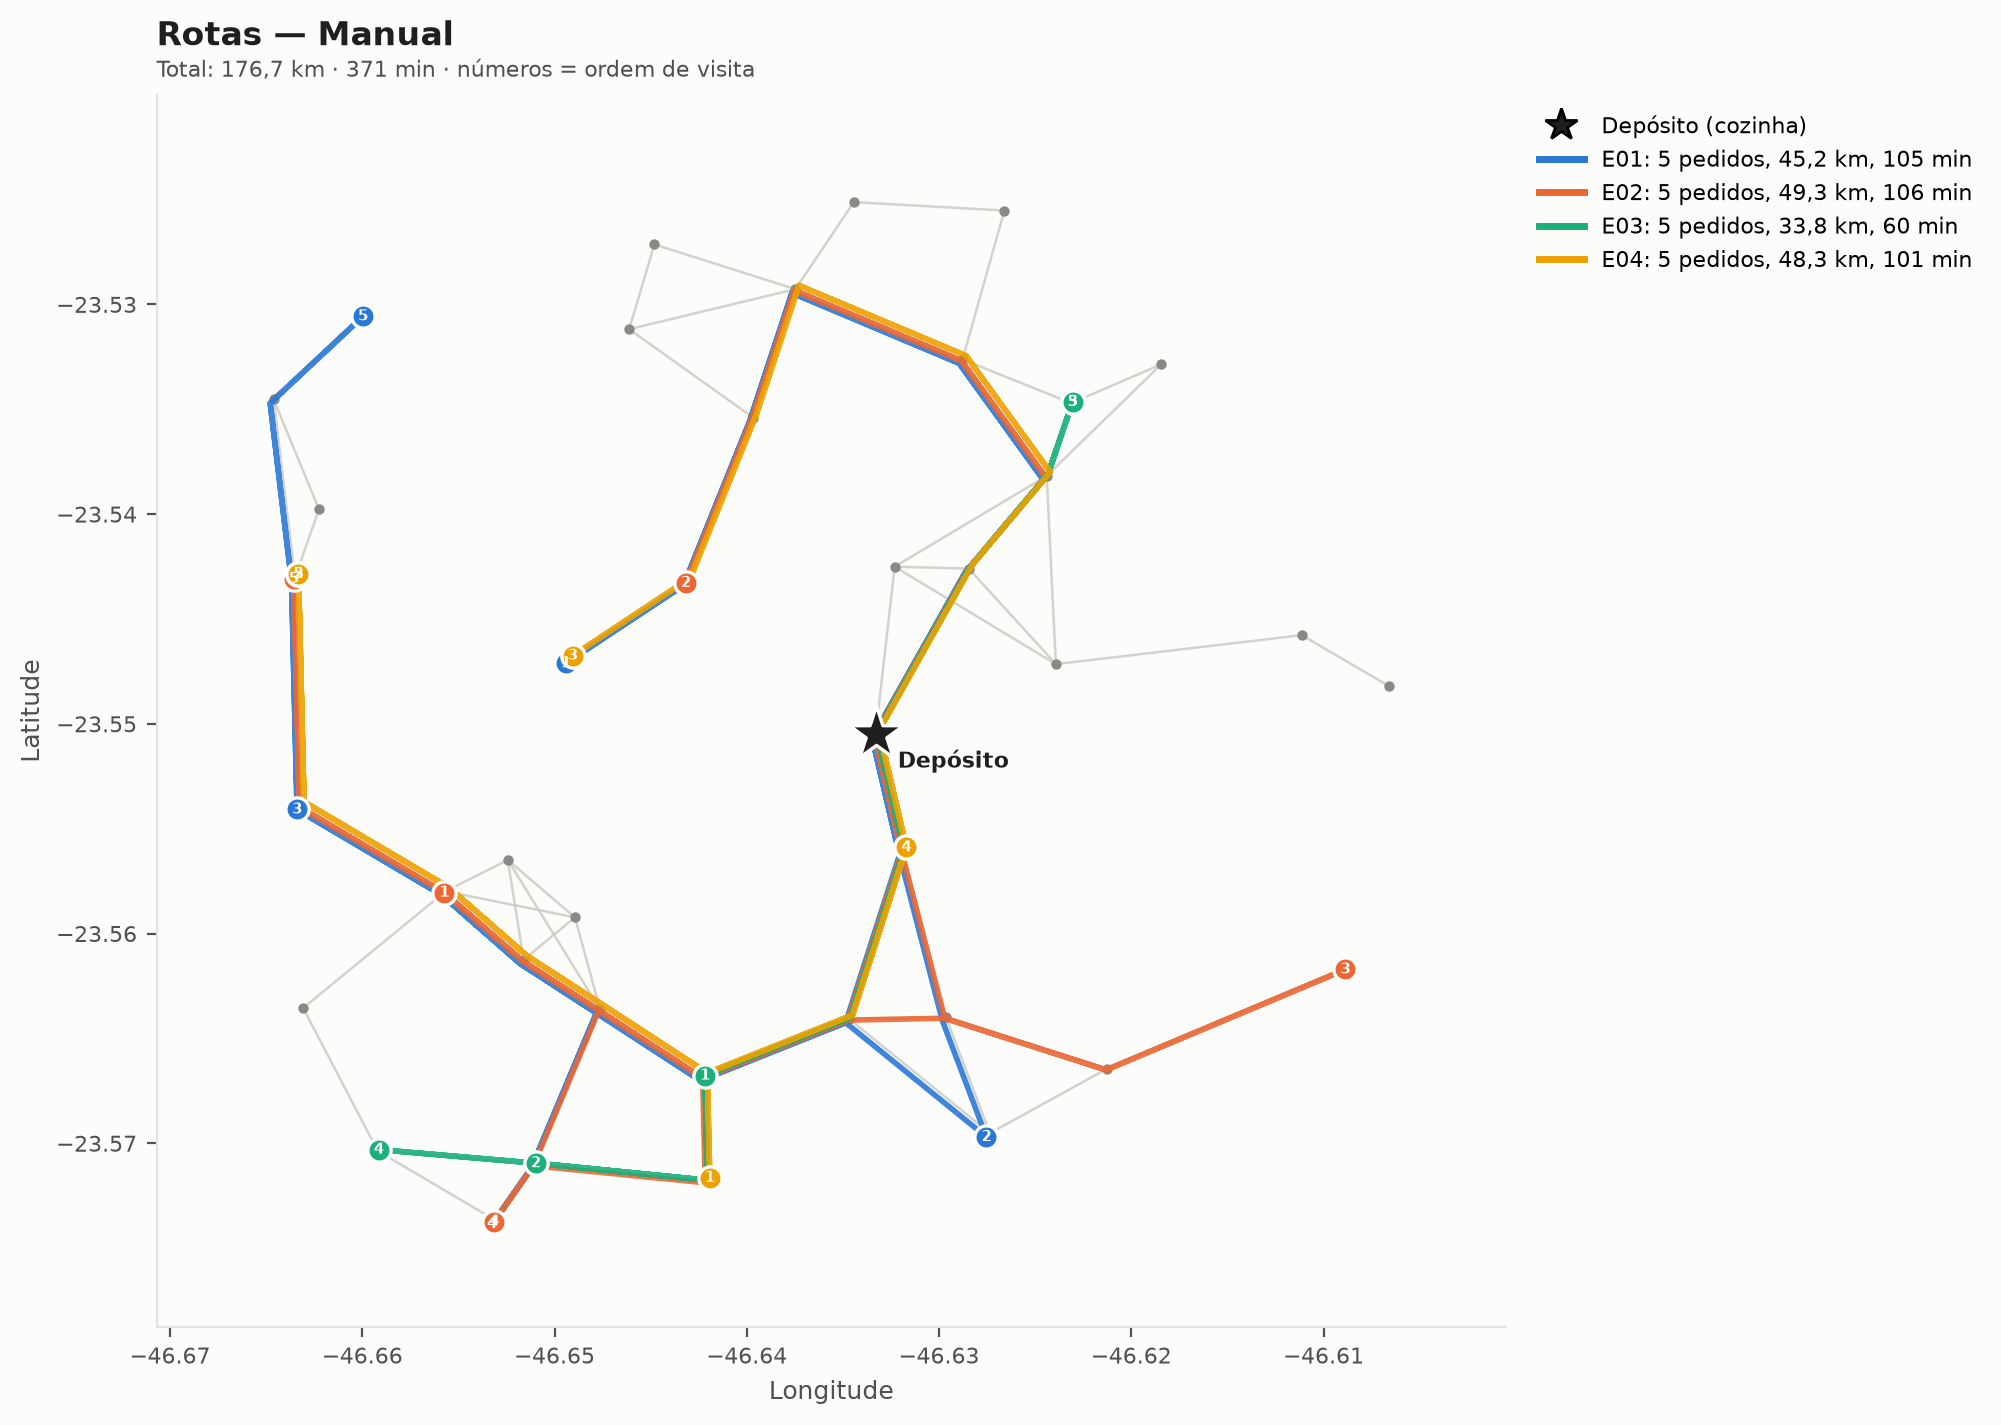 Rotas — Manual
Total: 176,7 km · 371 min · números = ordem de visita
Depósito (cozinha)
E01: 5 pedidos, 45,2 km, 105 min
E02: 5 pedidos, 49,3 km, 106 min
E03: 5 pedidos, 33,8 km, 60 min
E04: 5 pedidos, 48,3 km, 101 min
−23.53
−23.54
−23.55
−23.56
−23.57
Latitude
5
2
3
Depósito
4
3
1
3
1
2
4
2
1
4
−46.67
−46.66
−46.65
−46.64
−46.63
−46.62
−46.61
Longitude